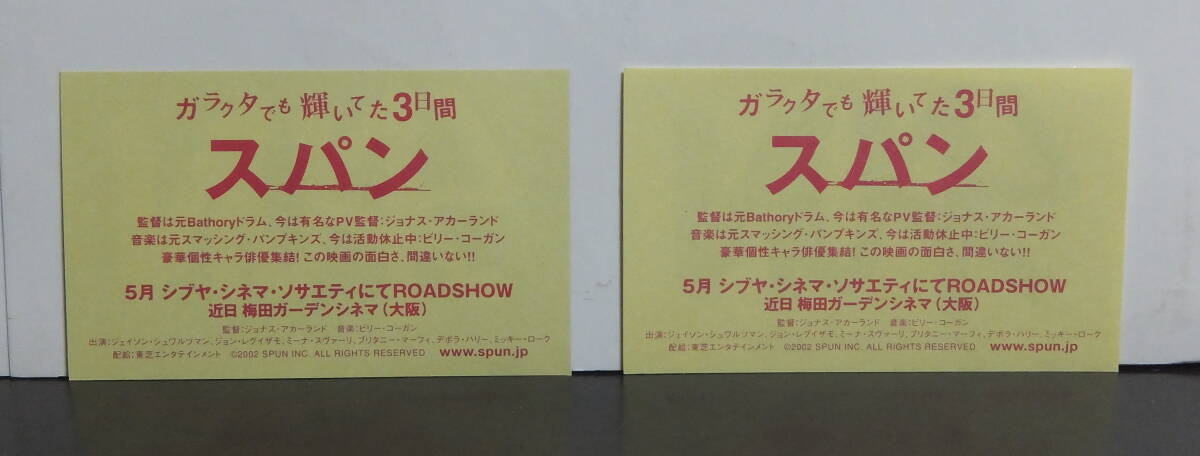 ガラクタでも輝いてた3日間
スパン
監督は元Bathoryドラム、今は有名なPV監督：ジョナス・アカーランド
音楽は元スマッシング・パンプキンズ、今は活動休止中：ビリー・コーガン
豪華個性キャラ俳優集結！この映画の面白さ、間違いない!!
5月 シブヤ・シネマ・ソサエティにてROADSHOW
近日 梅田ガーデンシネマ（大阪）
監督：ジョナス・アカーランド 音楽：ビリー・コーガン
出演：ジェイソン・シュワルツマン、ジョン・レグイザモ、ミーナ・スヴァーリ、ブリタニー・マーフィ、デボラ・ハリー、ミッキー・ローク
配給：東芝エンタテインメント ©2002 SPUN INC. ALL RIGHTS RESERVED www.spun.jp
ガラクタでも輝いてた3日間
スパン
監督は元Bathoryドラム、今は有名なPV監督：ジョナス・アカーランド
音楽は元スマッシング・パンプキンズ、今は活動休止中：ビリー・コーガン
豪華個性キャラ俳優集結！この映画の面白さ、間違いない!!
5月 シブヤ・シネマ・ソサエティにてROADSHOW
近日 梅田ガーデンシネマ（大阪）
監督：ジョナス・アカーランド 音楽：ビリー・コーガン
出演：ジェイソン・シュワルツマン、ジョン・レグイザモ、ミーナ・スヴァーリ、ブリタニー・マーフィ、デボラ・ハリー、ミッキー・ローク
配給：東芝エンタテインメント ©2002 SPUN INC. ALL RIGHTS RESERVED www.spun.jp